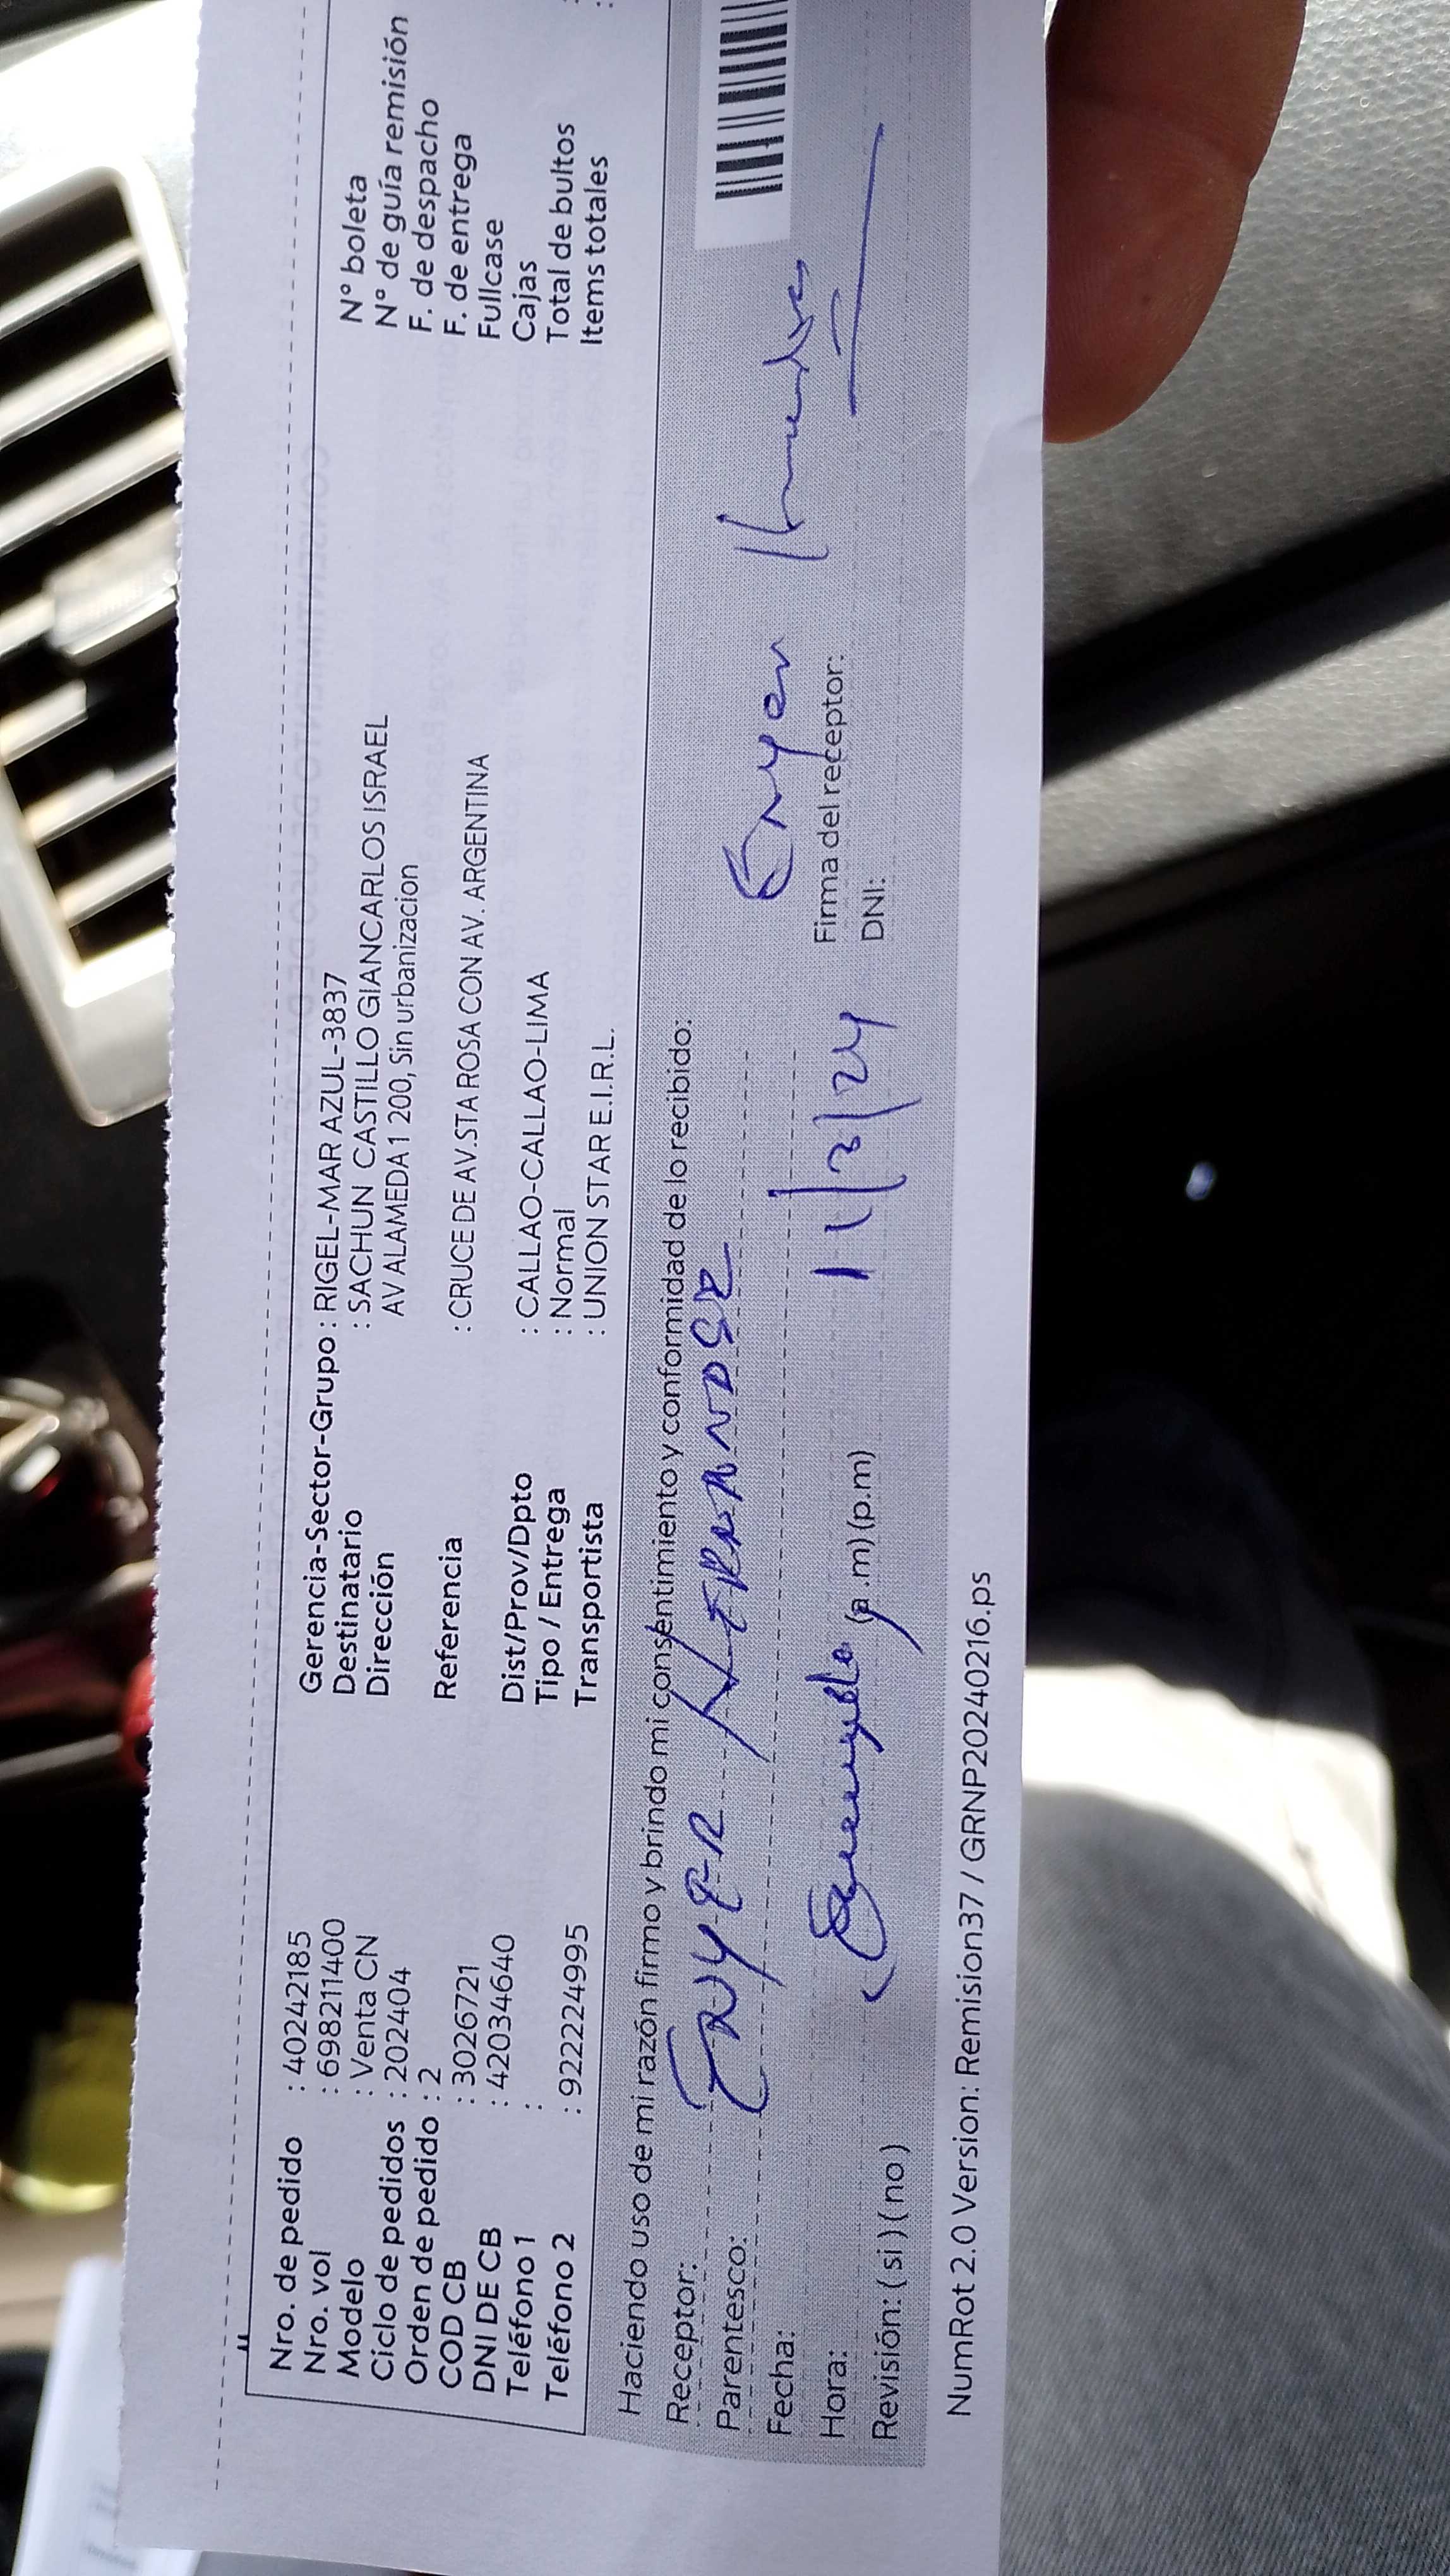 Nro. de pedido : 40242185
Nro. vol : 698211400
Modelo : Venta CN
Ciclo de pedidos : 202404
Orden de pedido : 2
COD CB : 3026721
DNI DE CB : 42034640
Teléfono 1 :
Teléfono 2 : 922224995
Gerencia-Sector-Grupo : RIGEL-MAR AZUL-3837
Destinatario : SACHUN CASTILLO GIANCARLOS ISRAEL
Dirección AV ALAMEDA 1 200, Sin urbanizacion
Referencia : CRUCE DE AV.STA ROSA CON AV. ARGENTINA
Dist/Prov/Dpto : CALLAO-CALLAO-LIMA
Tipo / Entrega : Normal
Transportista : UNION STAR E.I.R.L.
N° boleta
N° de guía remisión
F. de despacho
F. de entrega
Fullcase
Cajas
Total de bultos :
Items totales :
Haciendo uso de mi razón firmo y brindo mi consentimiento y conformidad de lo recibido:
Receptor: ENYER
Parentesco:
Fecha:
Hora: (a.m) (p.m)
Revisión: ( si ) ( no )
Enyer
Firma del receptor:
DNI:
NumRot 2.0 Version: Remision37 / GRNP20240216.ps